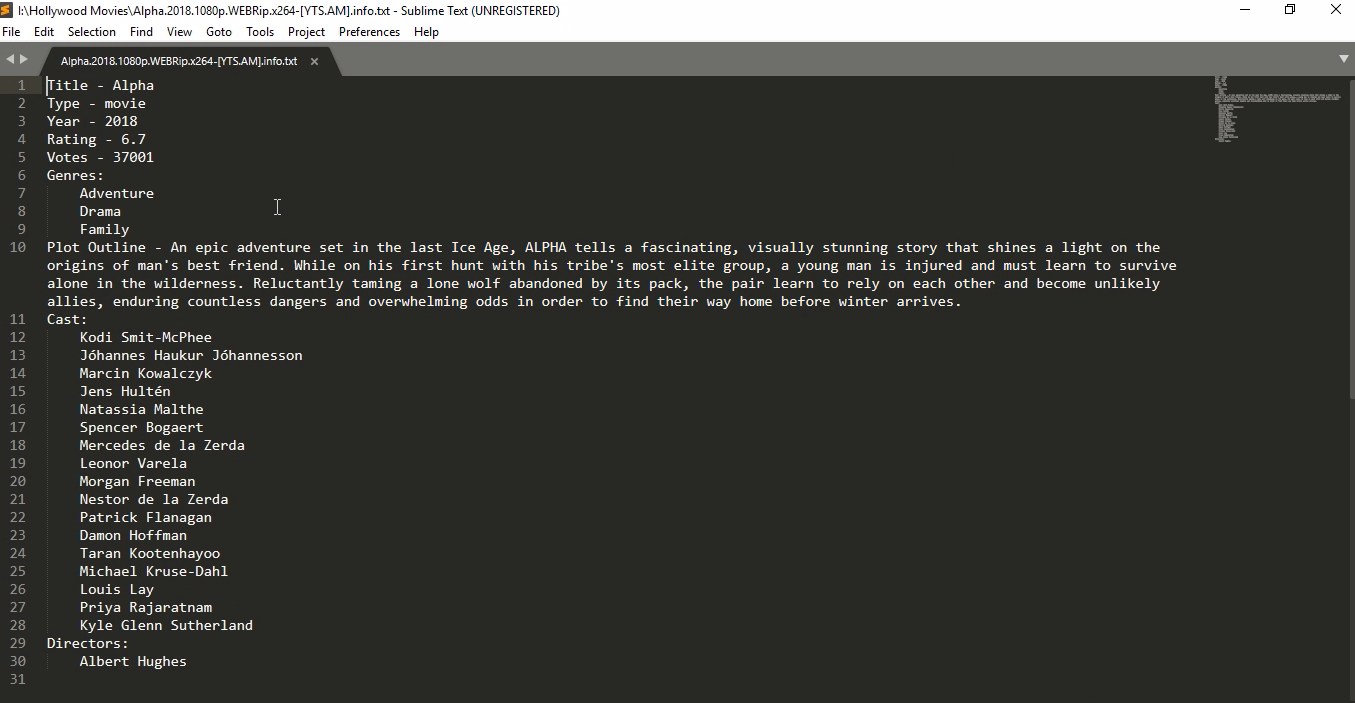 I:\Hollywood Movies\Alpha.2018.1080p.WEBRip.x264-[YTS.AM].info.txt - Sublime Text (UNREGISTERED)
File Edit Selection Find View Goto Tools Project Preferences Help
Alpha.2018.1080p.WEBRip.x264-[YTS.AM].info.txt ×
1 Title - Alpha
2 Type - movie
3 Year - 2018
4 Rating - 6.7
5 Votes - 37001
6 Genres:
7 Adventure
8 Drama
9 Family
10 Plot Outline - An epic adventure set in the last Ice Age, ALPHA tells a fascinating, visually stunning story that shines a light on the
origins of man's best friend. While on his first hunt with his tribe's most elite group, a young man is injured and must learn to survive
alone in the wilderness. Reluctantly taming a lone wolf abandoned by its pack, the pair learn to rely on each other and become unlikely
allies, enduring countless dangers and overwhelming odds in order to find their way home before winter arrives.
11 Cast:
12 Kodi Smit-McPhee
13 Jóhannes Haukur Jóhannesson
14 Marcin Kowalczyk
15 Jens Hultén
16 Natassia Malthe
17 Spencer Bogaert
18 Mercedes de la Zerda
19 Leonor Varela
20 Morgan Freeman
21 Nestor de la Zerda
22 Patrick Flanagan
23 Damon Hoffman
24 Taran Kootenhayoo
25 Michael Kruse-Dahl
26 Louis Lay
27 Priya Rajaratnam
28 Kyle Glenn Sutherland
29 Directors:
30 Albert Hughes
31